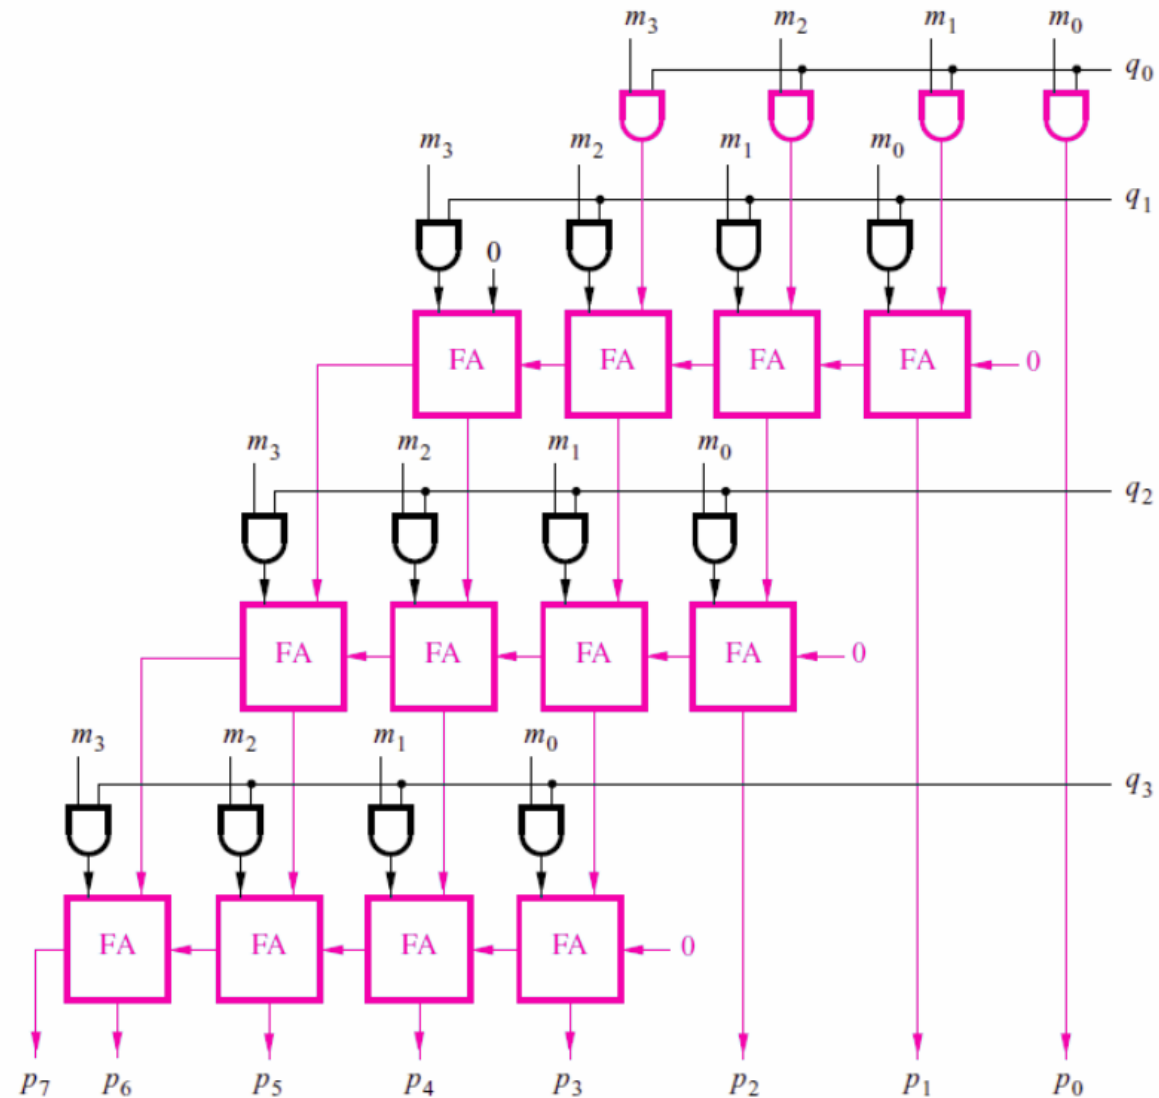 m₃ m₂ m₁ m₀
q₀
m₃ m₂ m₁ m₀
q₁
0
FA FA FA FA 0
m₃ m₂ m₁ m₀
q₂
FA FA FA FA 0
m₃ m₂ m₁ m₀
q₃
FA FA FA FA 0
p₇ p₆ p₅ p₄ p₃ p₂ p₁ p₀